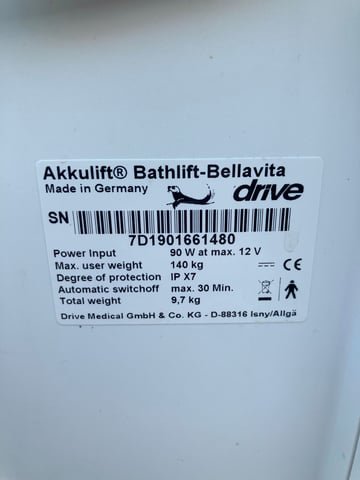 Akkulift® Bathlift-Bellavita
Made in Germany
drive
SN
7D1901661480
Power Input 90 W at max. 12 V
Max. user weight 140 kg
Degree of protection IP X7
Automatic switchoff max. 30 Min.
Total weight 9,7 kg
CE
Drive Medical GmbH & Co. KG - D-88316 Isny/Allgä